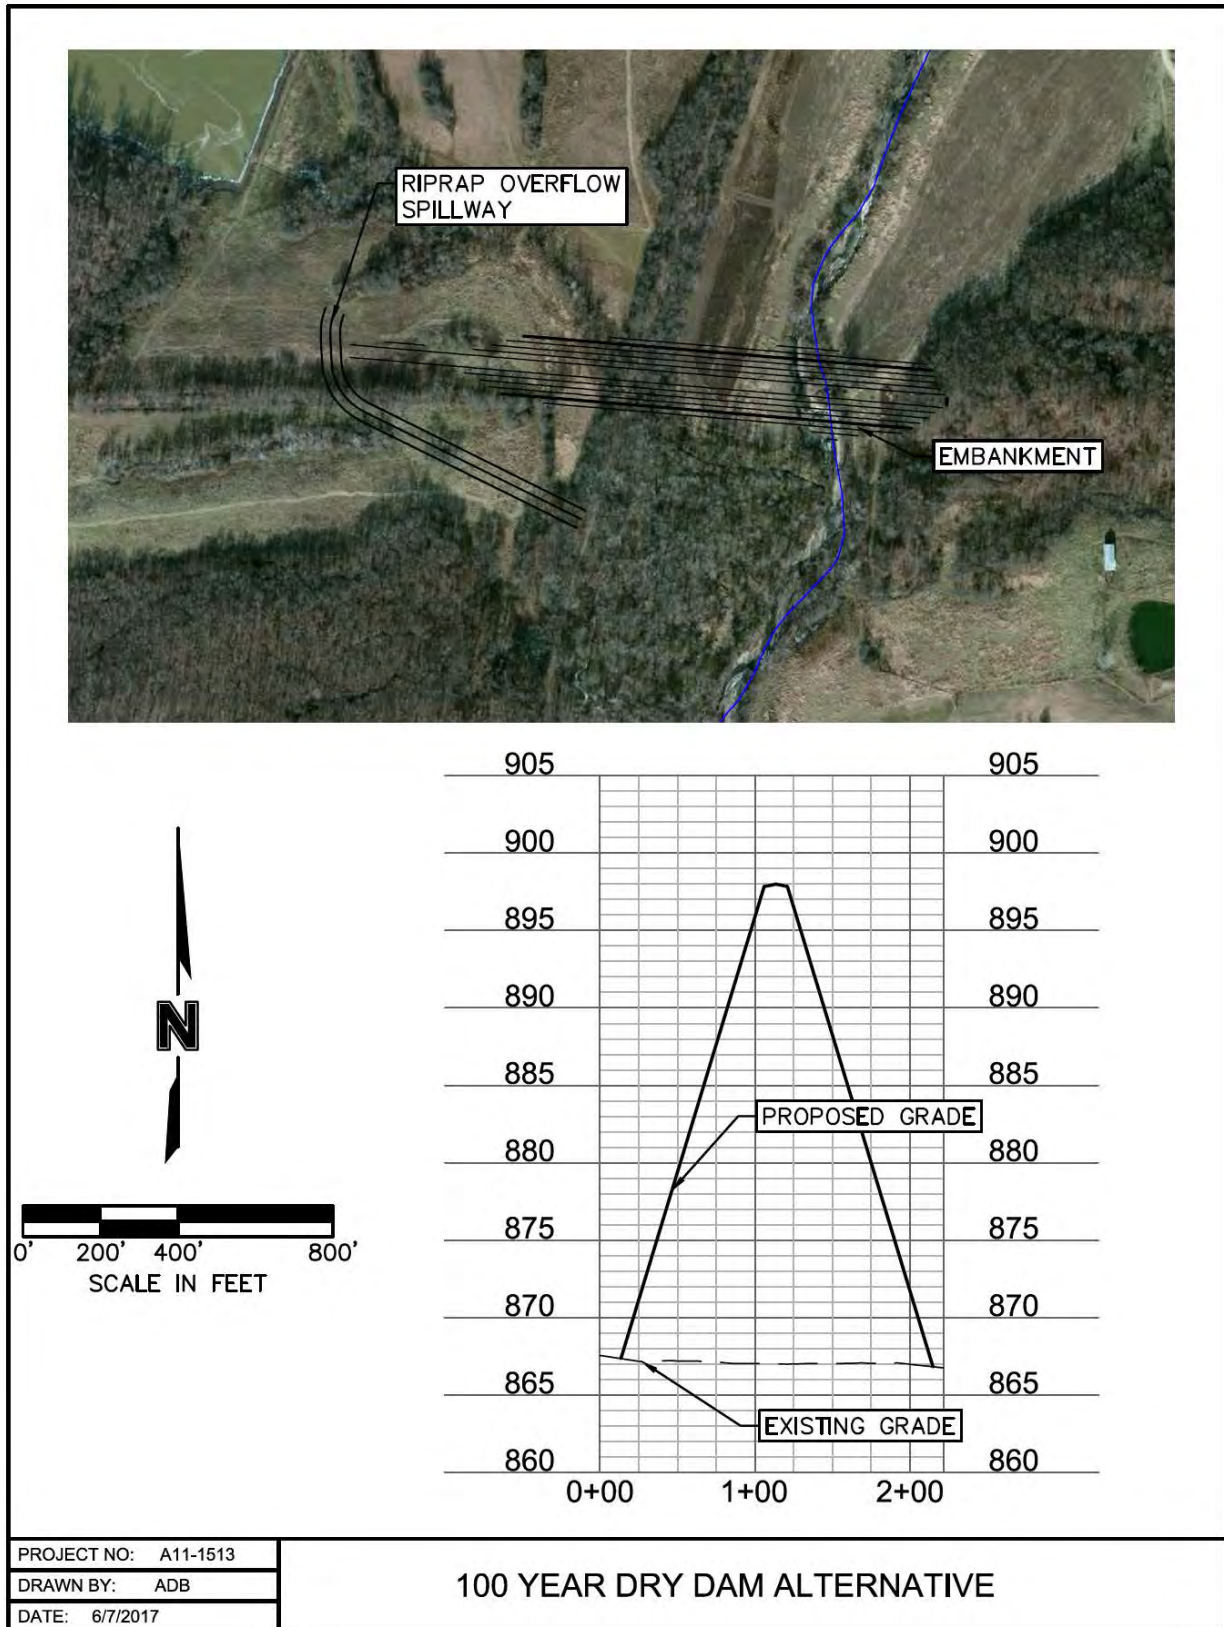 RIPRAP OVERFLOW
SPILLWAY
EMBANKMENT
905 905
900 900
895 895
890 890
885 885
PROPOSED GRADE
880 880
875 875
870 870
865 865
EXISTING GRADE
860 860
0+00 1+00 2+00
N
0' 200' 400' 800'
SCALE IN FEET
PROJECT NO: A11-1513
DRAWN BY: ADB
DATE: 6/7/2017
100 YEAR DRY DAM ALTERNATIVE